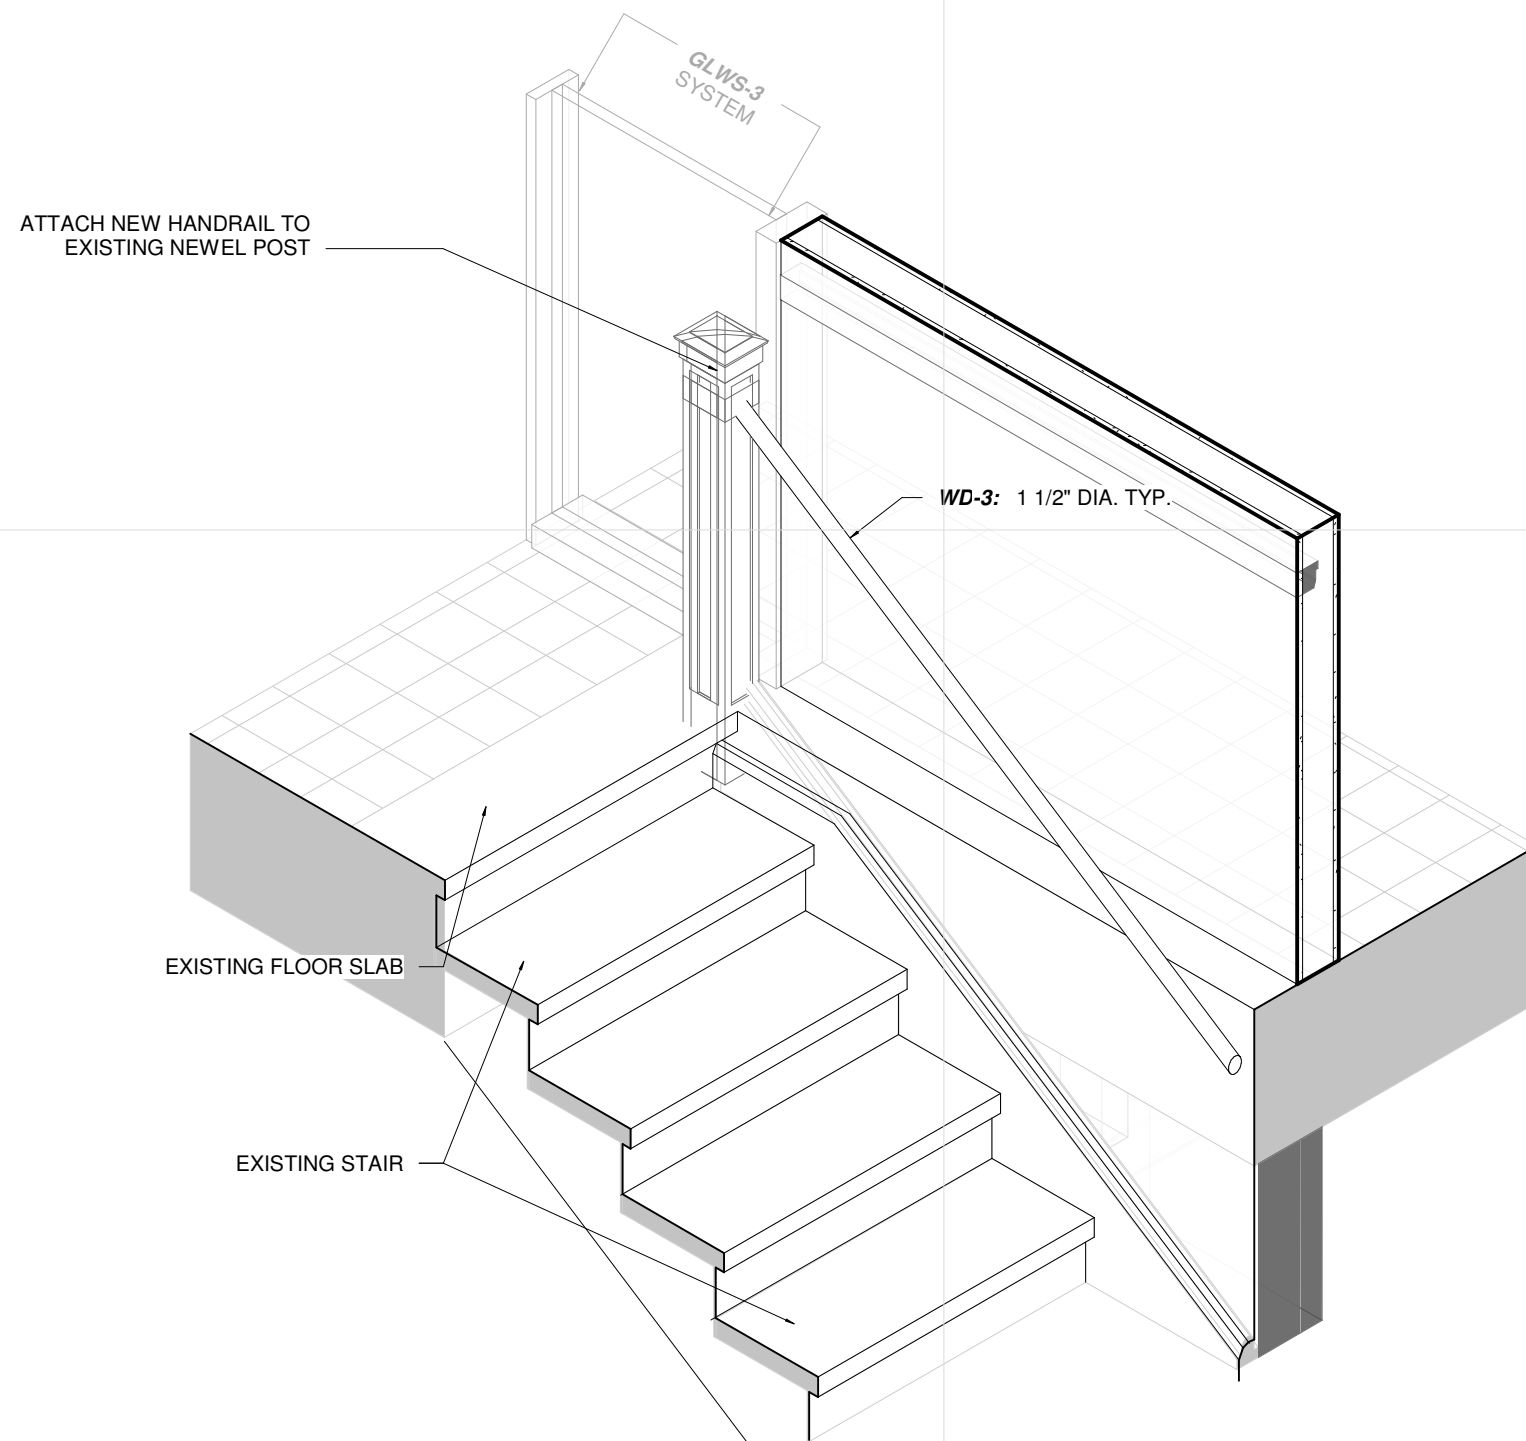 GLWS-3
SYSTEM
ATTACH NEW HANDRAIL TO
EXISTING NEWEL POST
WD-3: 1 1/2" DIA. TYP.
EXISTING FLOOR SLAB
EXISTING STAIR